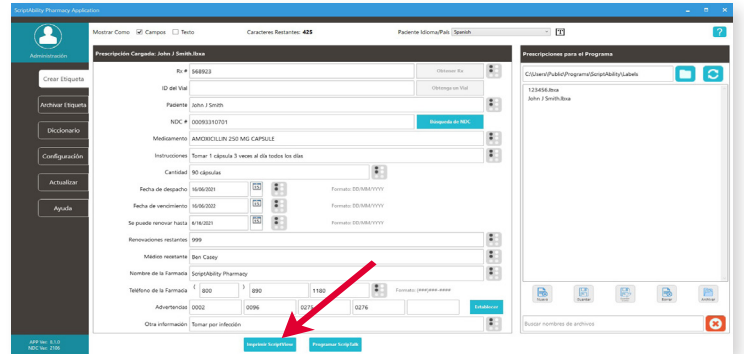 ScriptAbility Pharmacy Application
Mostrar Como Campos Texto Caracteres Restantes: 425 Paciente Idioma/País Spanish
Administración
Crear Etiqueta
Archivar Etiqueta
Diccionario
Configuración
Actualizar
Ayuda
APP Ver. 5.1.0
Prescripción Cargada: John J Smith.lbxa
Rx # 568923 Obtener Rx
ID del Vial Obtenga un Vial
Paciente John J Smith
NDC # 00093310701 Búsqueda de NDC
Medicamento AMOXICILLIN 250 MG CAPSULE
Instrucciones Tomar 1 cápsula 3 veces al día todos los días
Cantidad 90 cápsulas
Fecha de despacho 16/06/2021 Formato: DD/MM/YYYY
Fecha de vencimiento 16/06/2022 Formato: DD/MM/YYYY
Se puede renovar hasta 6/16/2021 Formato: DD/MM/YYYY
Renovaciones restantes 999
Médico recetante Ben Casey
Nombre de la Farmacia ScriptAbility Pharmacy
Teléfono de la Farmacia ( 800 ) 890 1180 Formato: (###)###-####
Advertencias 0002 0096 0275 0276 Establecer
Otra información Tomar por infección
Imprimir ScriptView Programar ScripTalk
Prescripciones para el Programa
C:\Users\Public\Programs\ScriptAbility\Labels
123456.lbxa
John J Smith.lbxa
Buscar nombres de archivos